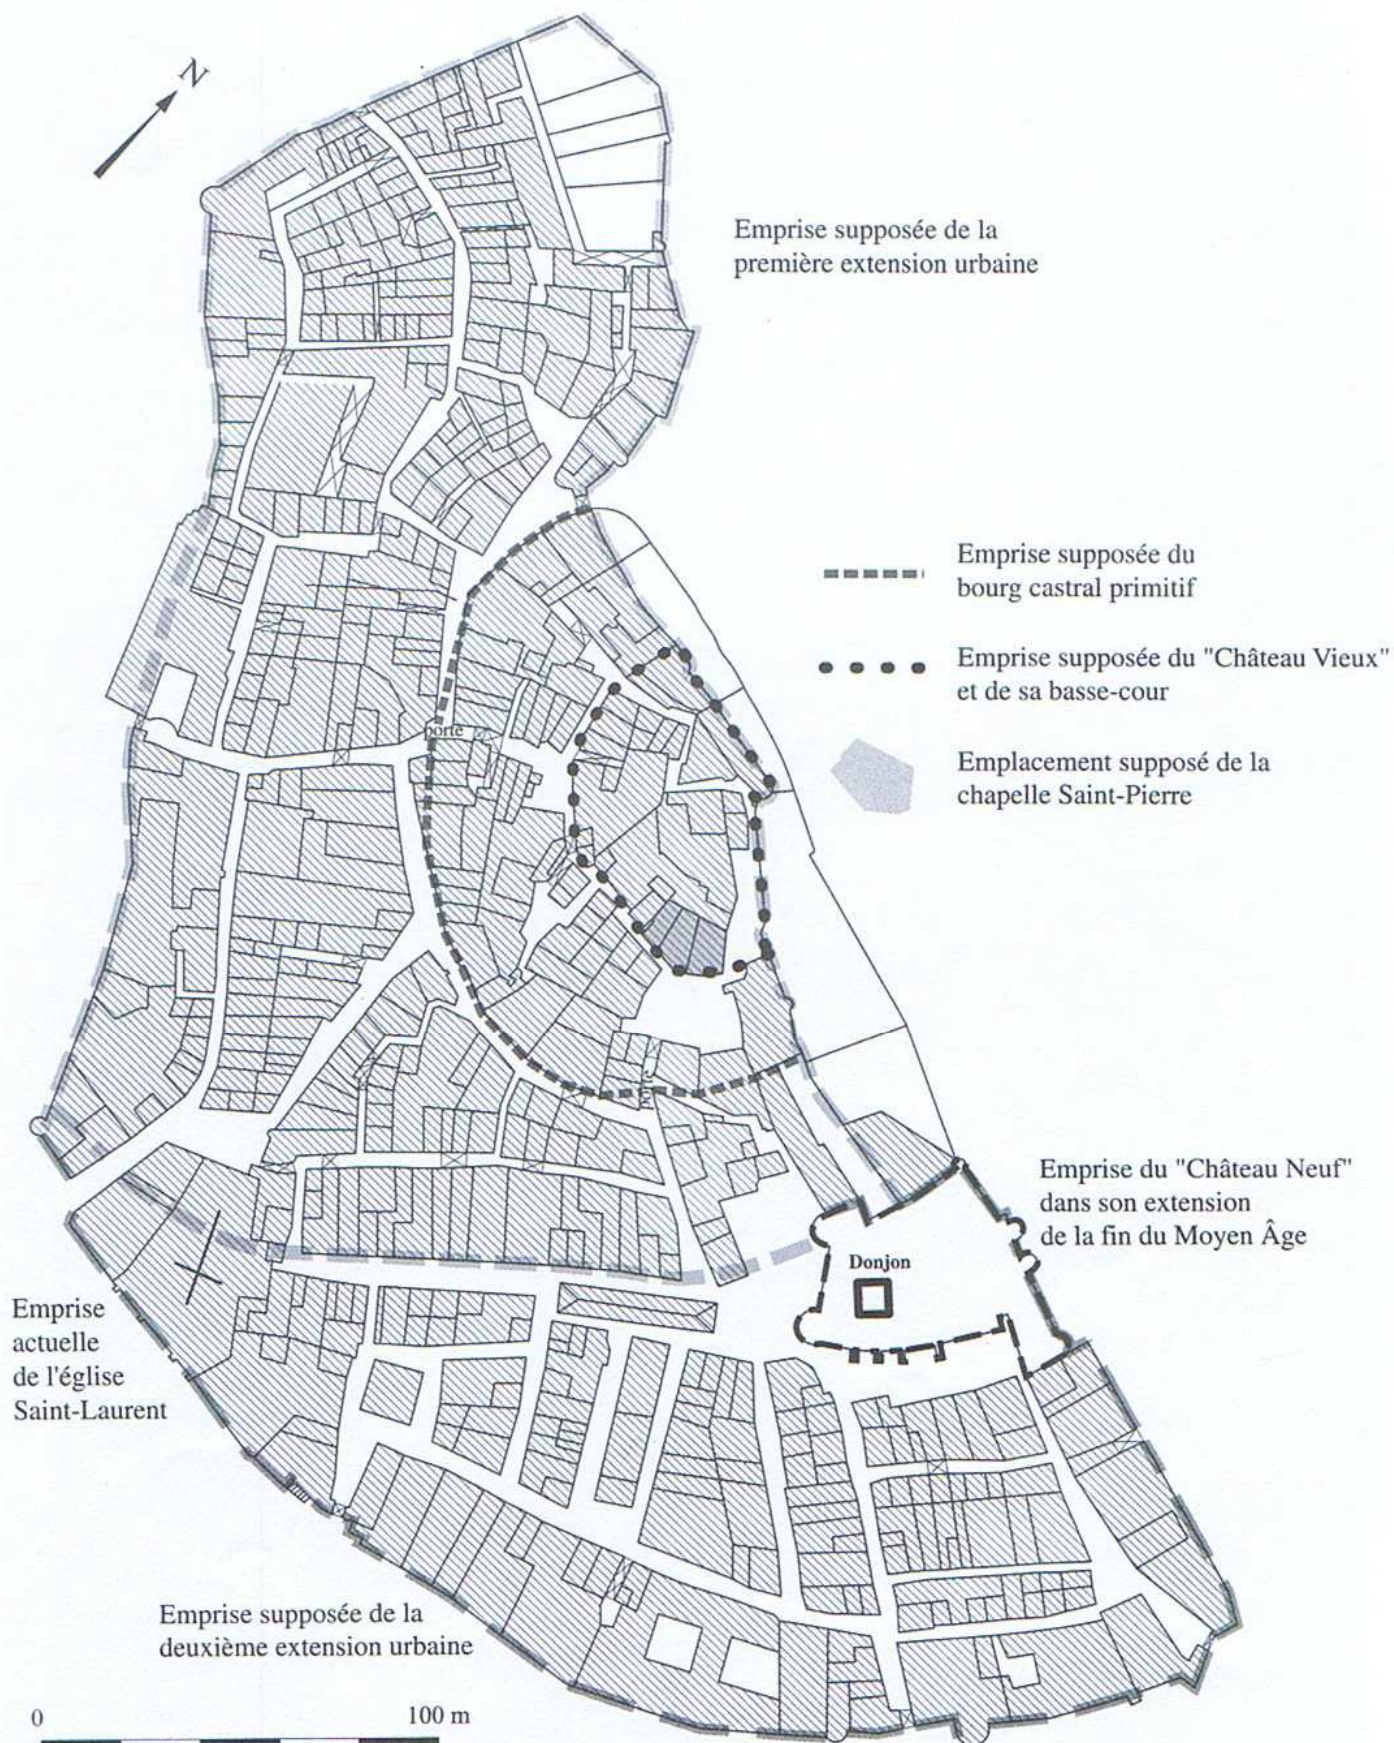 N
Emprise supposée de la
première extension urbaine
Emprise supposée du
bourg castral primitif
Emprise supposée du "Château Vieux"
et de sa basse-cour
porte
Emplacement supposé de la
chapelle Saint-Pierre
Emprise du "Château Neuf"
dans son extension
de la fin du Moyen Âge
Donjon
Emprise
actuelle
de l'église
Saint-Laurent
Emprise supposée de la
deuxième extension urbaine
0
100 m